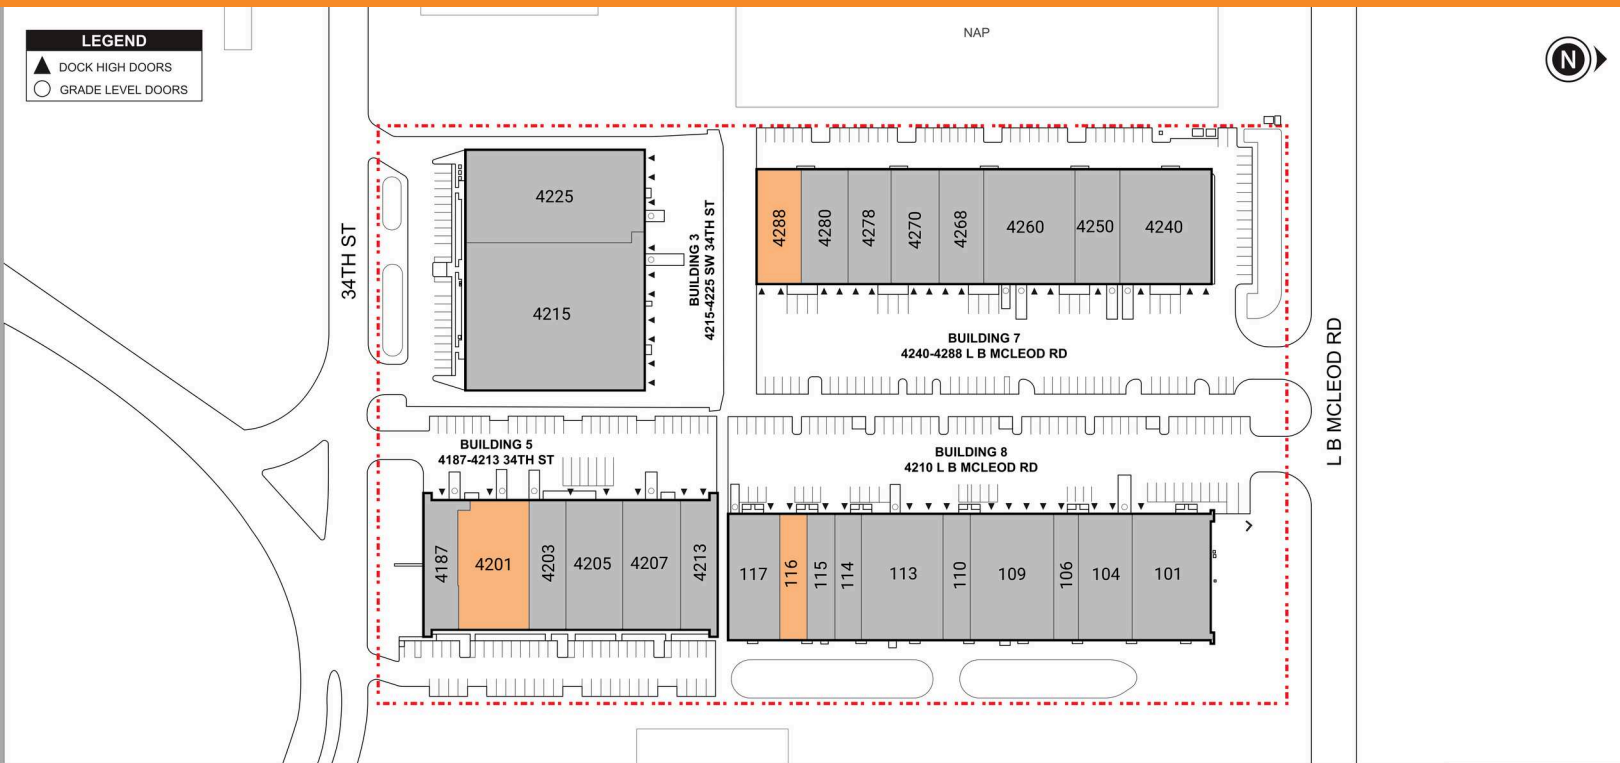 LEGEND
DOCK HIGH DOORS
GRADE LEVEL DOORS
NAP
N
34TH ST
4225
4215
BUILDING 3
4215-4225 SW 34TH ST
4288
4280
4278
4270
4268
4260
4250
4240
BUILDING 7
4240-4288 L B MCLEOD RD
L B MCLEOD RD
BUILDING 5
4187-4213 34TH ST
4187
4201
4203
4205
4207
4213
BUILDING 8
4210 L B MCLEOD RD
117
116
115
114
113
110
109
106
104
101